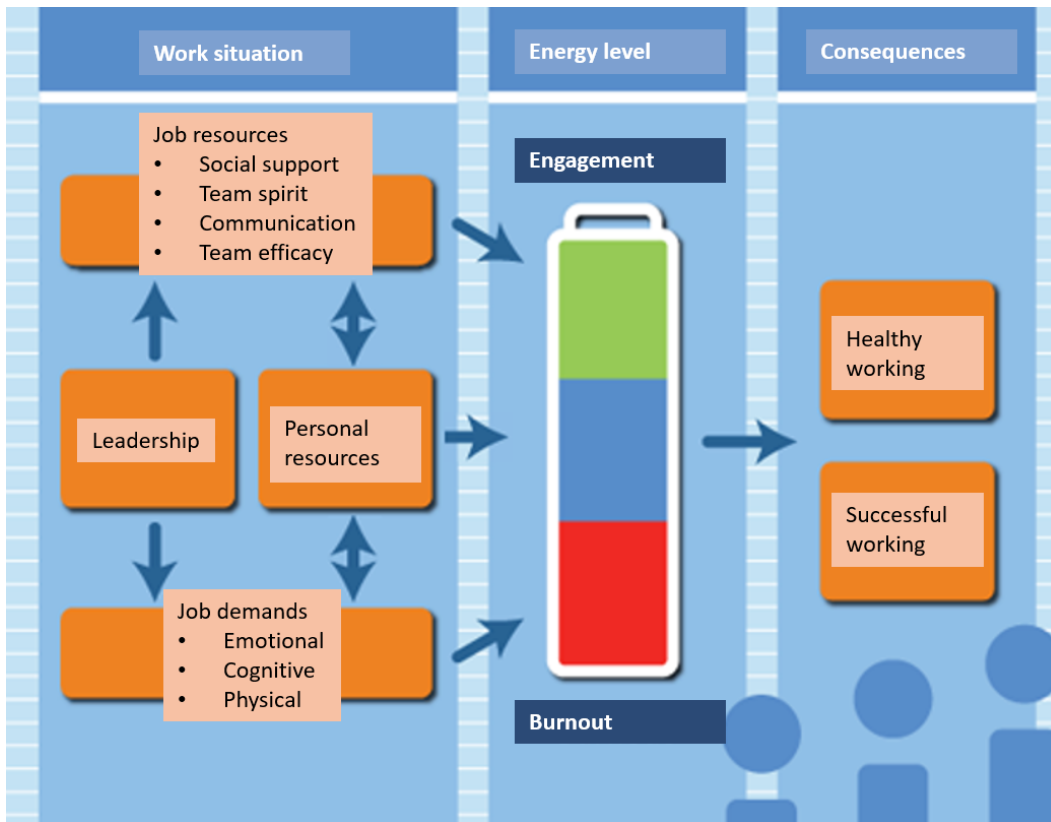 Work situation
Energy level
Consequences
Job resources
• Social support
• Team spirit
• Communication
• Team efficacy
Engagement
Leadership
Personal
resources
Healthy
working
Successful
working
Job demands
• Emotional
• Cognitive
• Physical
Burnout